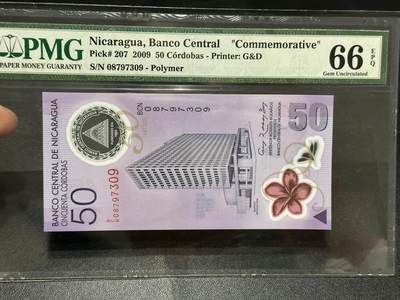 PMG
PAPER MONEY GUARANTY
Nicaragua, Banco Central "Commemorative"
Pick# 207 2009 50 Córdobas - Printer: G&D
S/N 08797309 - Polymer
66 EPQ
Gem Uncirculated
BANCO CENTRAL DE NICARAGUA
CINCUENTA CÓRDOBAS
50
08797309
50
BCN
08797309
50